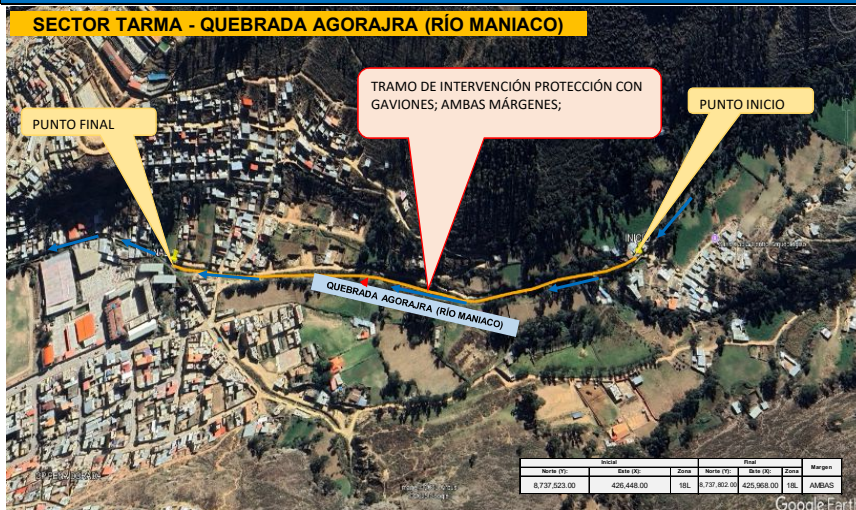 SECTOR TARMA - QUEBRADA AGORAJRA (RÍO MANIACO)
TRAMO DE INTERVENCIÓN PROTECCIÓN CON
GAVIONES; AMBAS MÁRGENES;
PUNTO INICIO
PUNTO FINAL
QUEBRADA AGORAJRA (RÍO MANIACO)
Inicial Final Margen
Norte (Y): Este (X): Zona Norte (Y): Este (X): Zona
8,737,523.00 426,448.00 18L 8,737,802.00 425,968.00 18L AMBAS
Google Earth